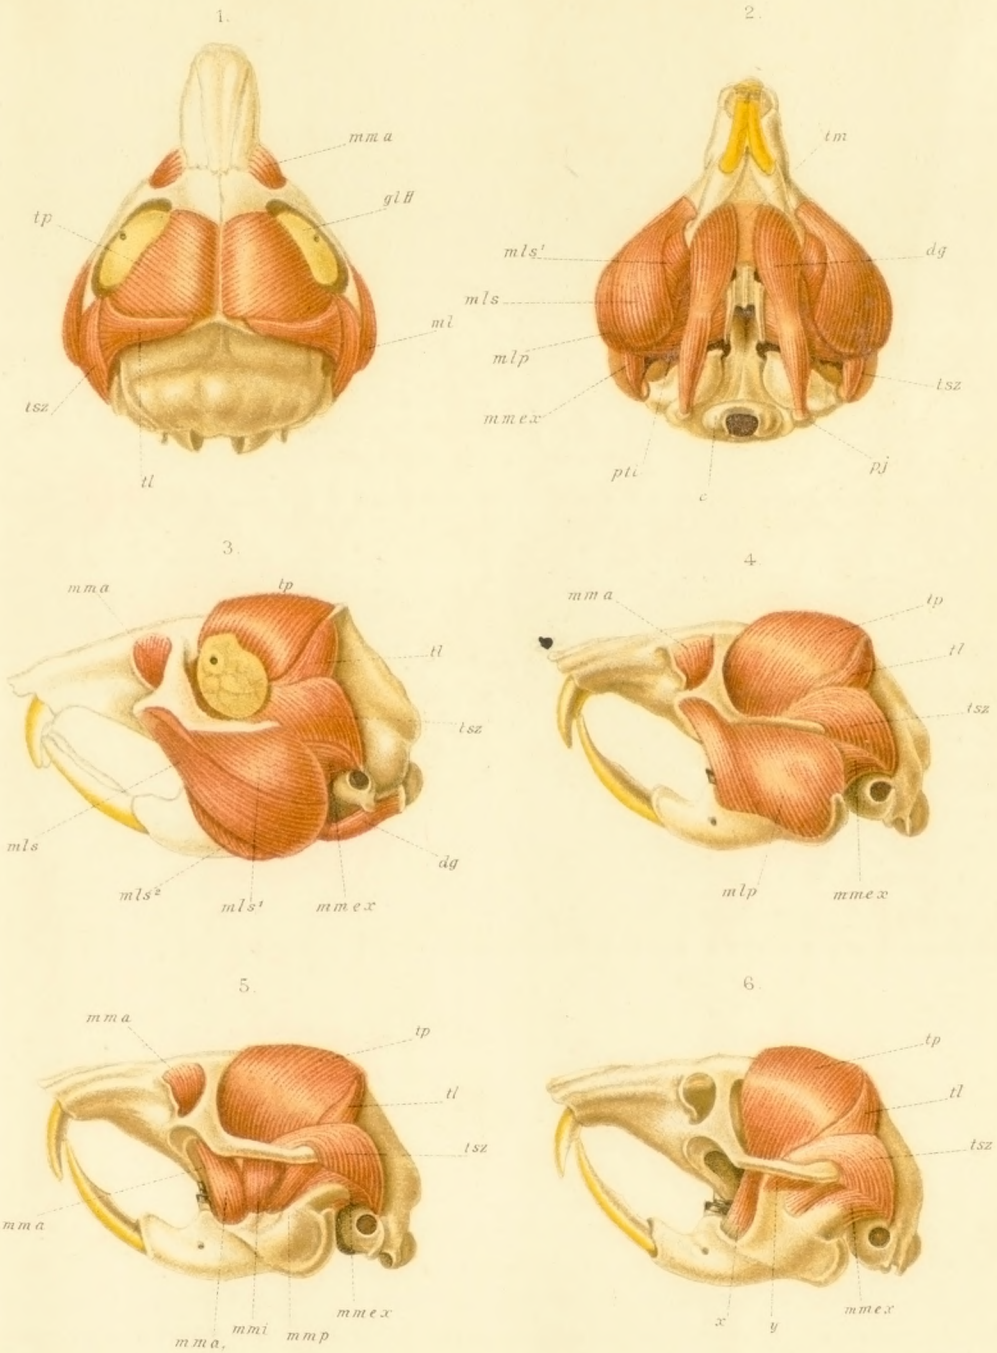 1.
mma
glH
tp
ml
tsz
tl
2.
tm
mls¹
dg
mls
mlp
tsz
mmex
pti
pj
c
3.
mma
tp
tl
tsz
mls
dg
mls²
mls¹
mmex
4
mma
tp
tl
tsz
mlp
mmex
5.
mma
tp
tl
tsz
mma
mmex
mmi
mmp
mma,
6.
tp
tl
tsz
mmex
x
y